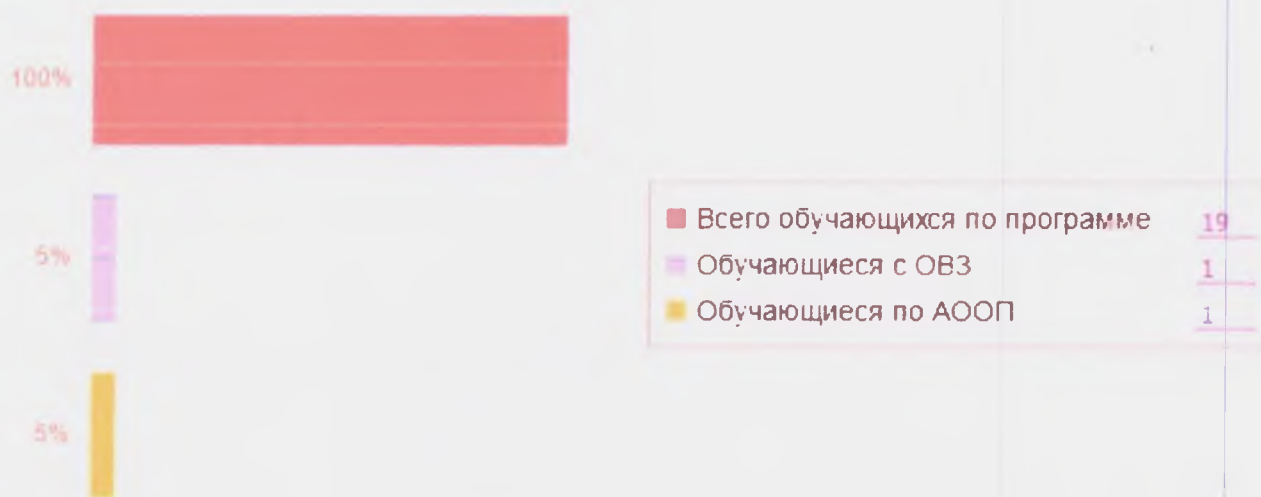 100%
5%
5%
Всего обучающихся по программе 19
Обучающиеся с ОВЗ 1
Обучающиеся по АООП 1